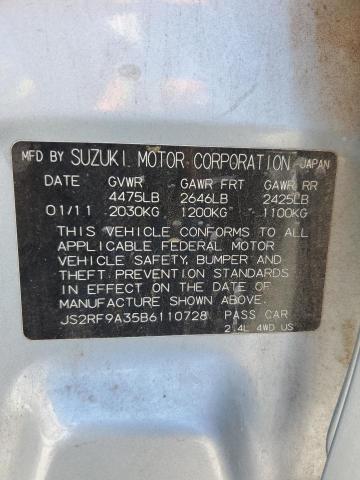 MFD BY SUZUKI MOTOR CORPORATION JAPAN
DATE GVWR GAWR FRT GAWR RR
4475LB 2646LB 2425LB
01/11 2030KG 1200KG 1100KG
THIS VEHICLE CONFORMS TO ALL
APPLICABLE FEDERAL MOTOR
VEHICLE SAFETY, BUMPER AND
THEFT PREVENTION STANDARDS
IN EFFECT ON THE DATE OF
MANUFACTURE SHOWN ABOVE.
JS2RF9A35B6110728 PASS CAR
2.4L 4WD US